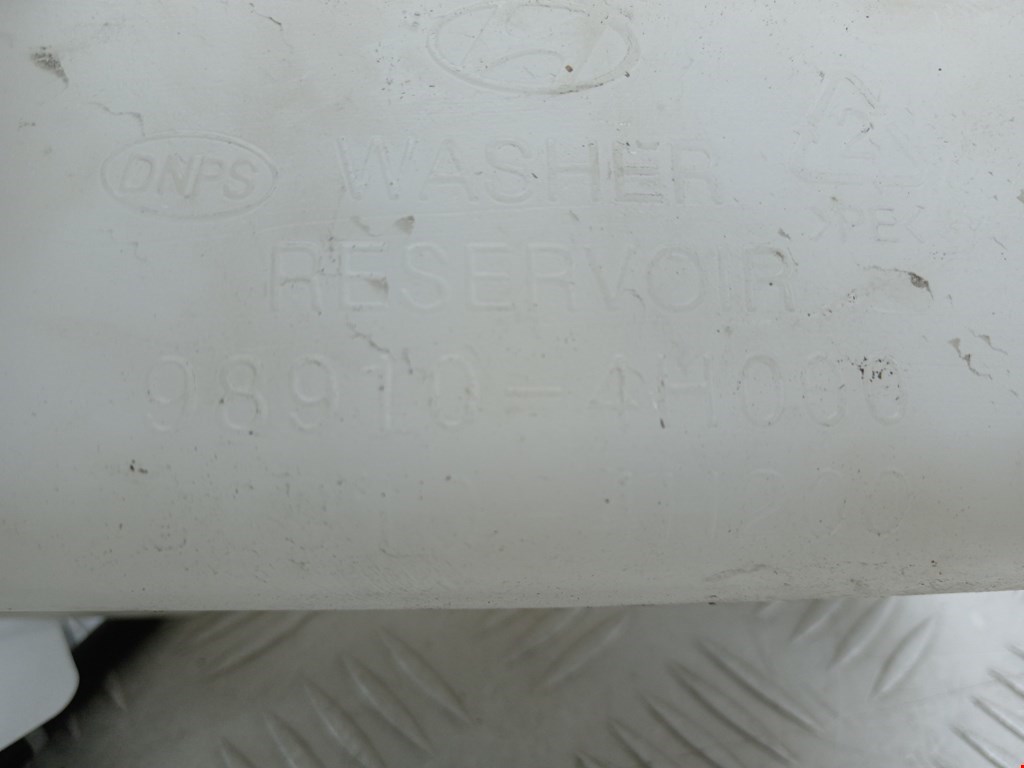 DNPS WASHER
>PE<
RESERVOIR
98910-4H000